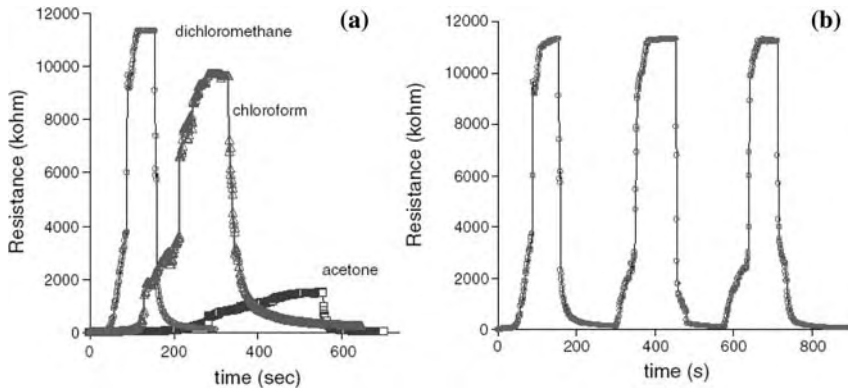 (a)
12000
10000
8000
6000
4000
2000
0
Resistance (kohm)
dichloromethane
chloroform
acetone
0 200 400 600
time (sec)
(b)
12000
10000
8000
6000
4000
2000
0
Resistance (kohm)
0 200 400 600 800
time (s)